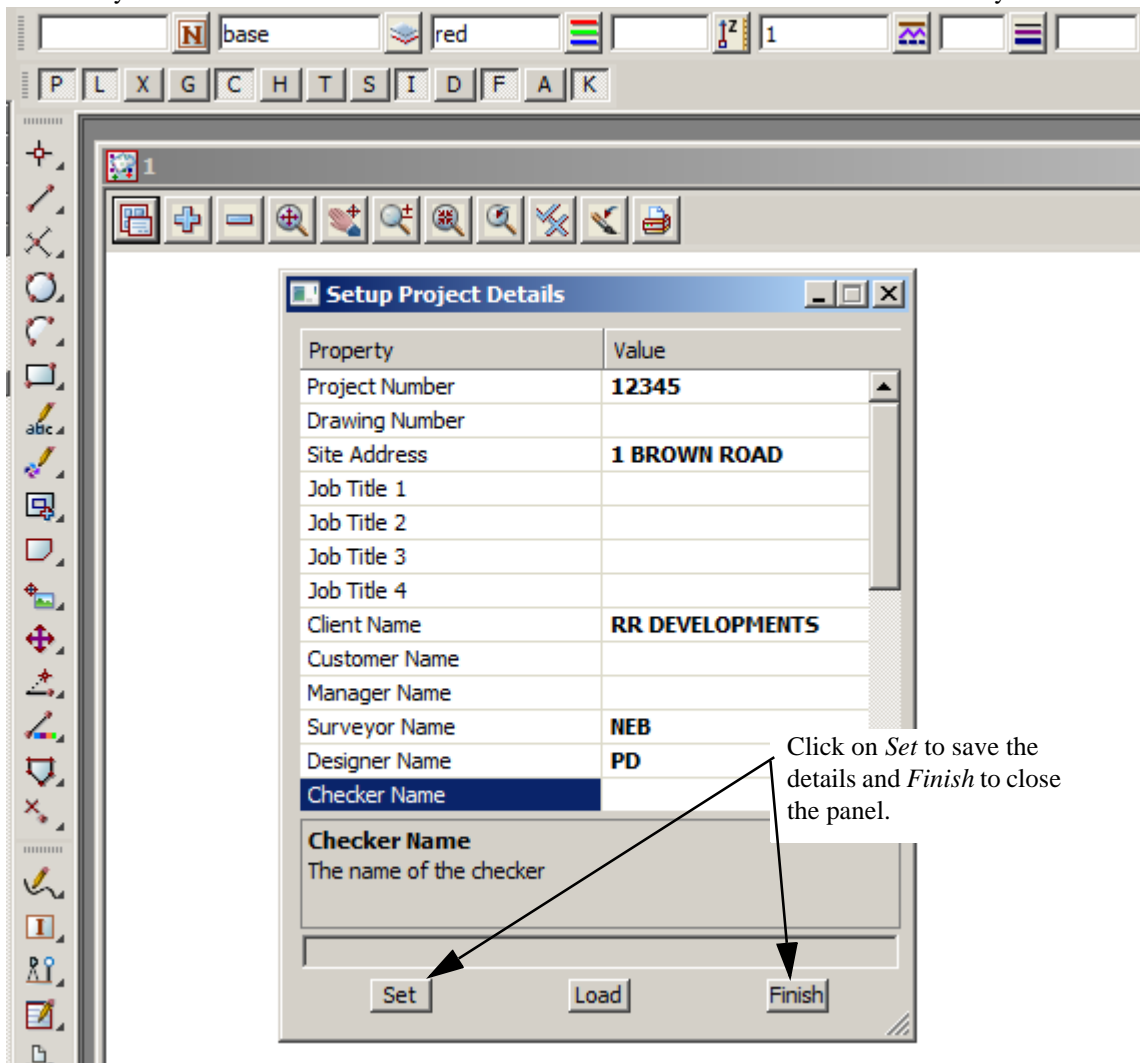 base red 1
P L X G C H T S I D F A K
1
abc
Setup Project Details
Property Value
Project Number 12345
Drawing Number
Site Address 1 BROWN ROAD
Job Title 1
Job Title 2
Job Title 3
Job Title 4
Client Name RR DEVELOPMENTS
Customer Name
Manager Name
Surveyor Name NEB
Designer Name PD
Checker Name
Click on Set to save the
details and Finish to close
the panel.
Checker Name
The name of the checker
Set Load Finish